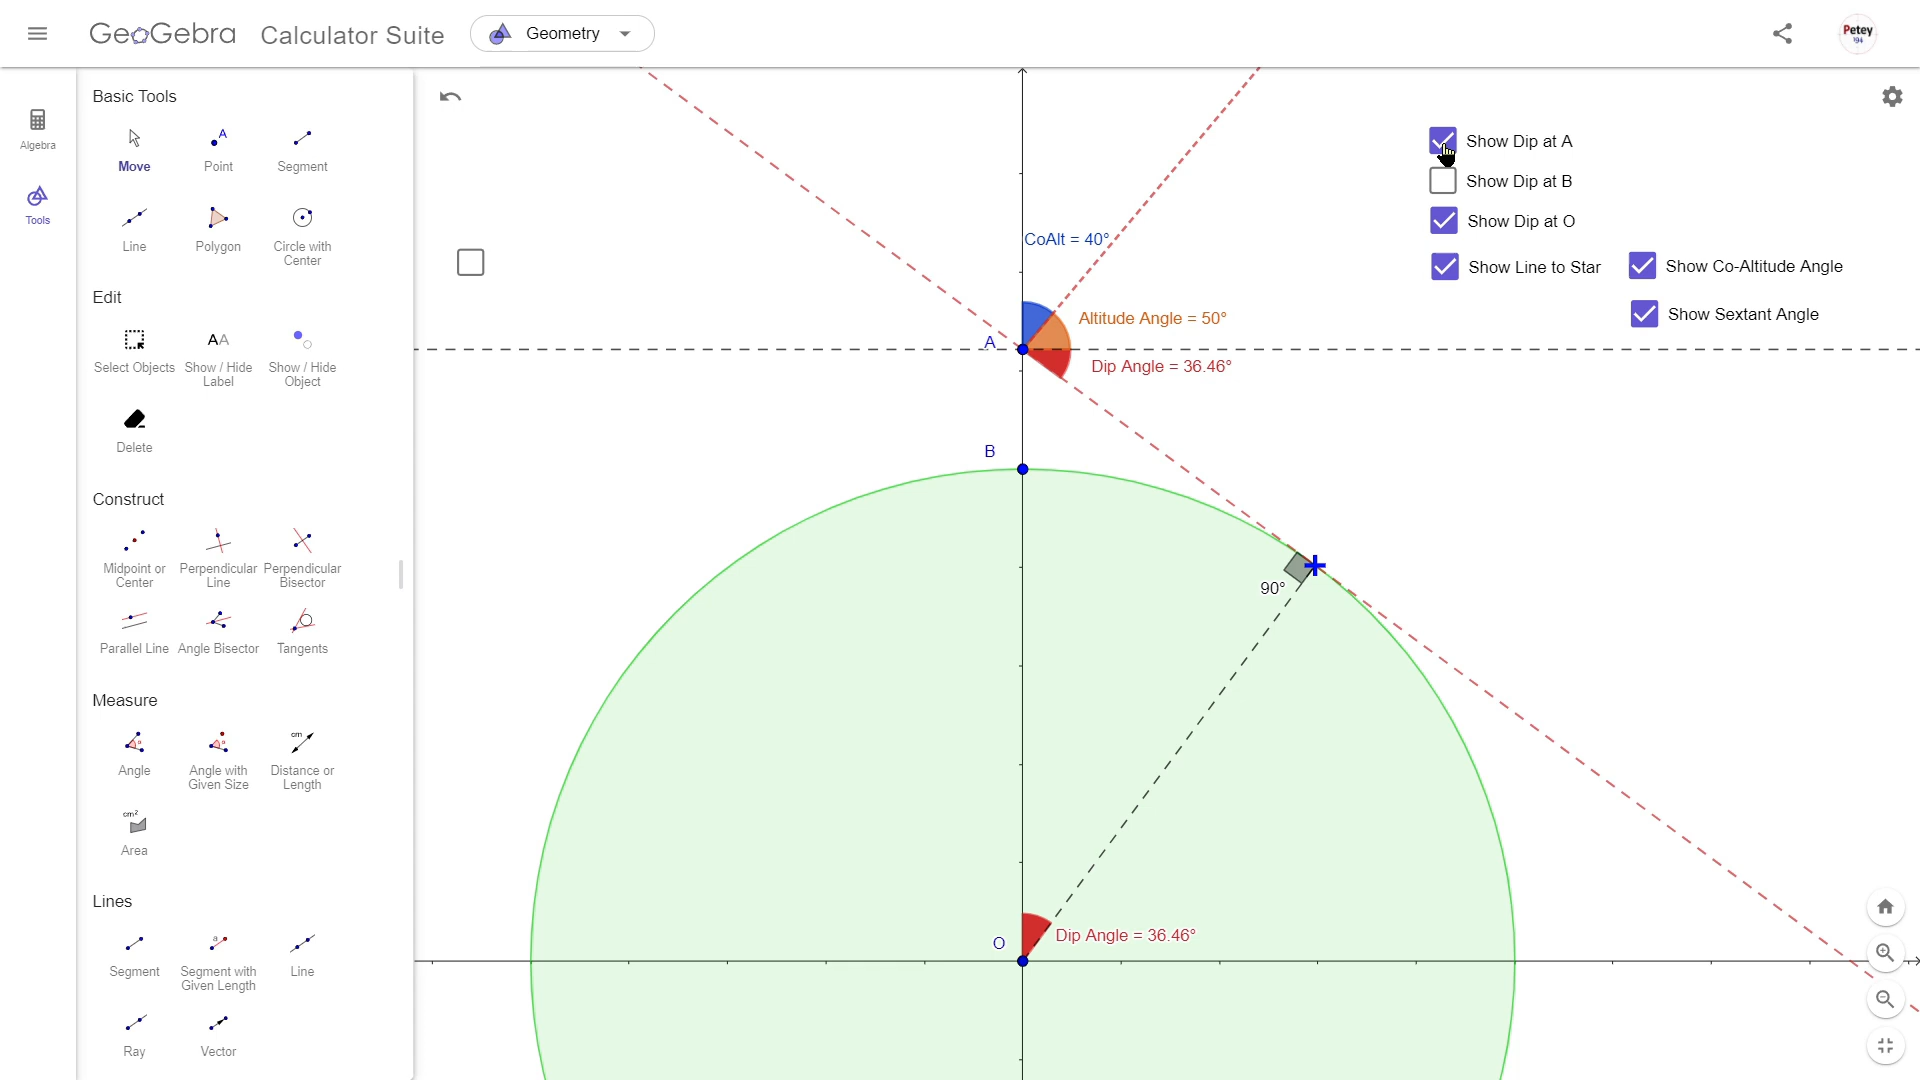 GeoGebra Calculator Suite
Geometry
Petey
'94
Algebra
Tools
Basic Tools
Move
Point
Segment
Line
Polygon
Circle with
Center
Edit
Select Objects
Show / Hide
Label
Show / Hide
Object
Delete
Construct
Midpoint or
Center
Perpendicular
Line
Perpendicular
Bisector
Parallel Line
Angle Bisector
Tangents
Measure
Angle
Angle with
Given Size
Distance or
Length
Area
Lines
Segment
Segment with
Given Length
Line
Ray
Vector
Show Dip at A
Show Dip at B
Show Dip at O
Show Line to Star
Show Co-Altitude Angle
Show Sextant Angle
CoAlt = 40°
Altitude Angle = 50°
A
Dip Angle = 36.46°
B
90°
O
Dip Angle = 36.46°